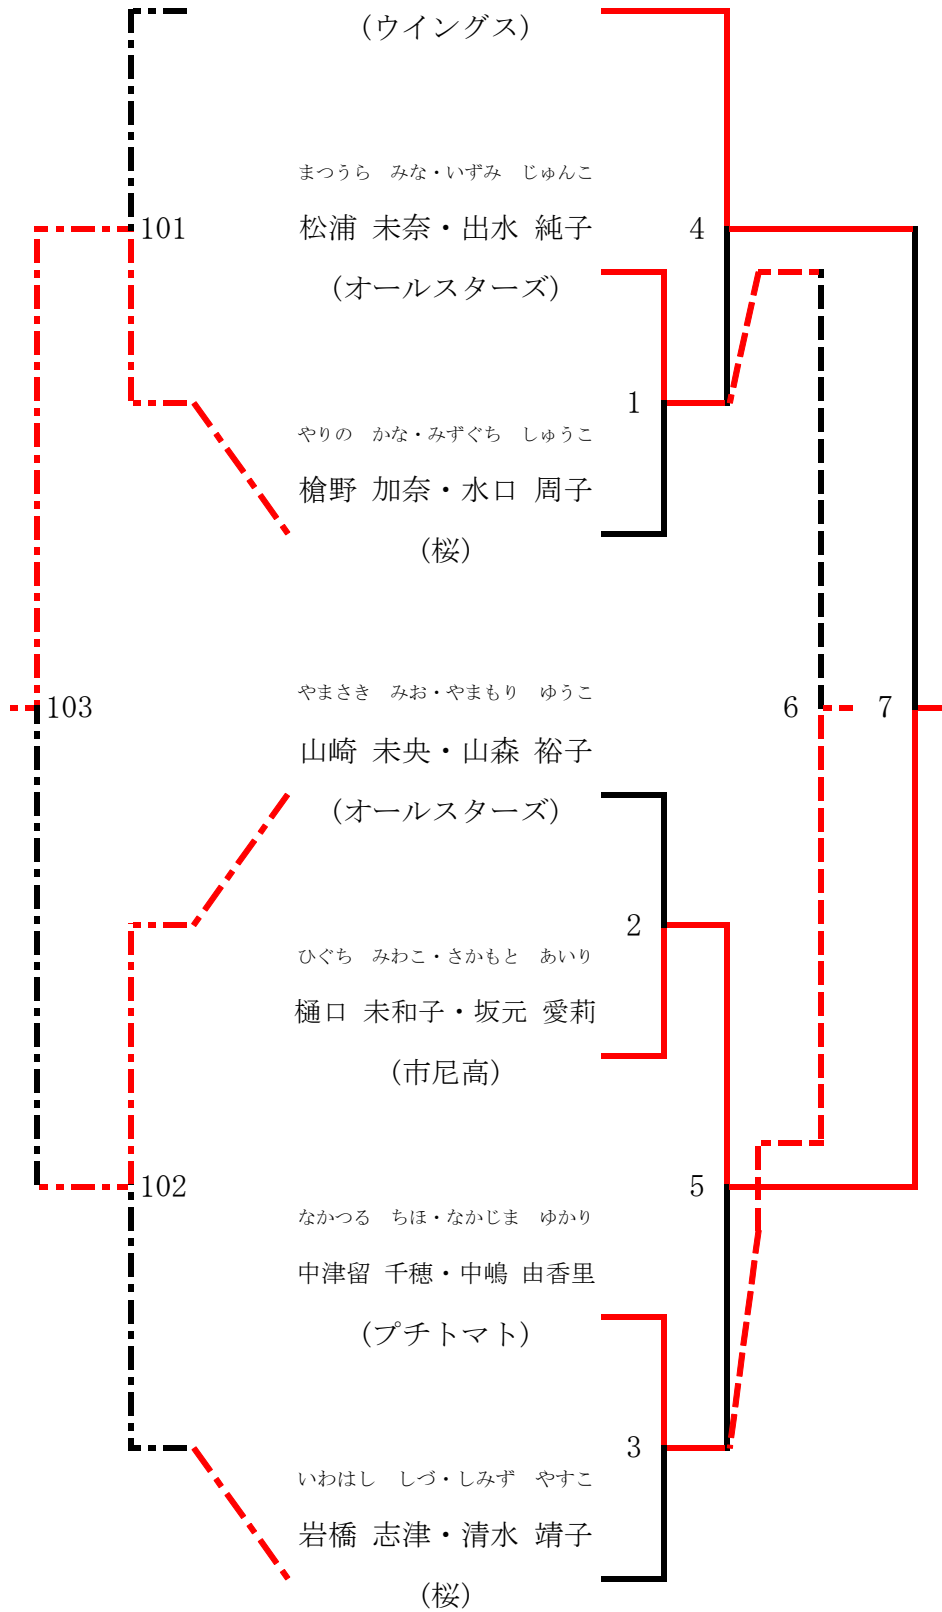 (ウイングス)
まつうら みな・いずみ じゅんこ
101
松浦 未奈・出水 純子
4
(オールスターズ)
1
やりの かな・みずぐち しゅうこ
槍野 加奈・水口 周子
(桜)
やまさき みお・やまもり ゆうこ
103
6
7
山崎 未央・山森 裕子
(オールスターズ)
2
ひぐち みわこ・さかもと あいり
樋口 未和子・坂元 愛莉
(市尼高)
102
5
なかつる ちほ・なかじま ゆかり
中津留 千穂・中嶋 由香里
(プチトマト)
3
いわはし しづ・しみず やすこ
岩橋 志津・清水 靖子
(桜)